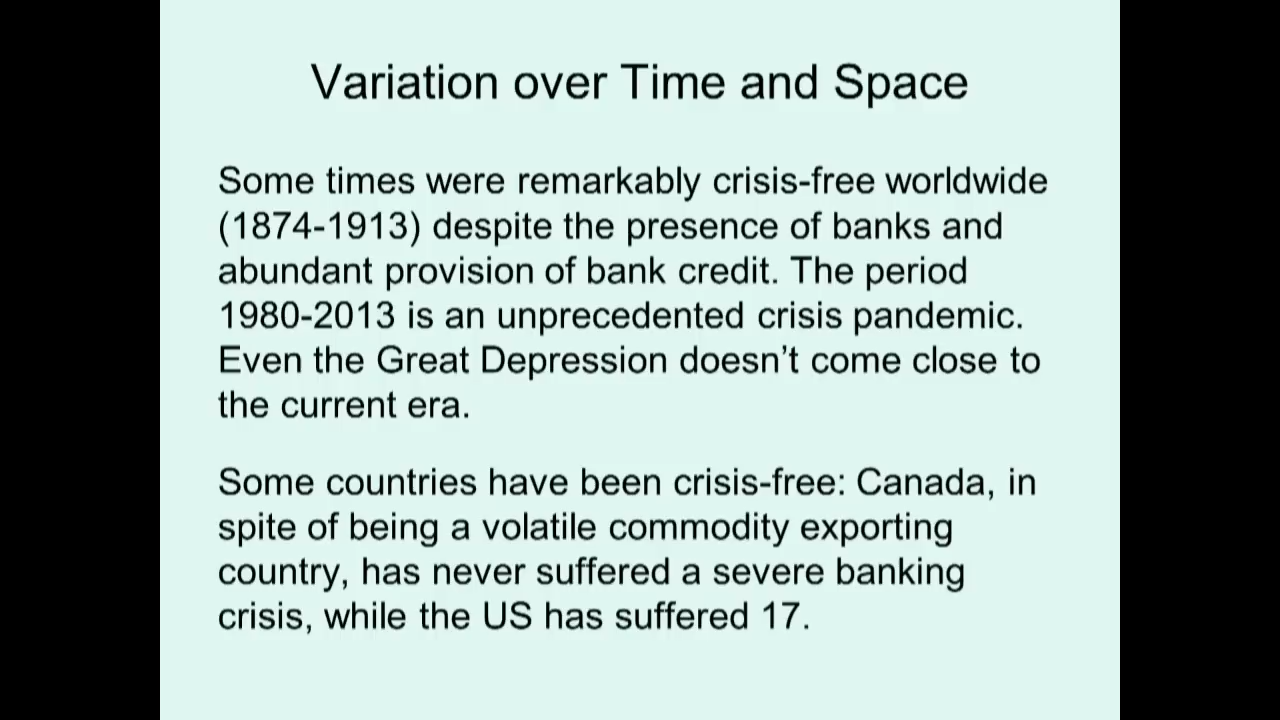 Variation over Time and Space
Some times were remarkably crisis-free worldwide
(1874-1913) despite the presence of banks and
abundant provision of bank credit. The period
1980-2013 is an unprecedented crisis pandemic.
Even the Great Depression doesn’t come close to
the current era.
Some countries have been crisis-free: Canada, in
spite of being a volatile commodity exporting
country, has never suffered a severe banking
crisis, while the US has suffered 17.